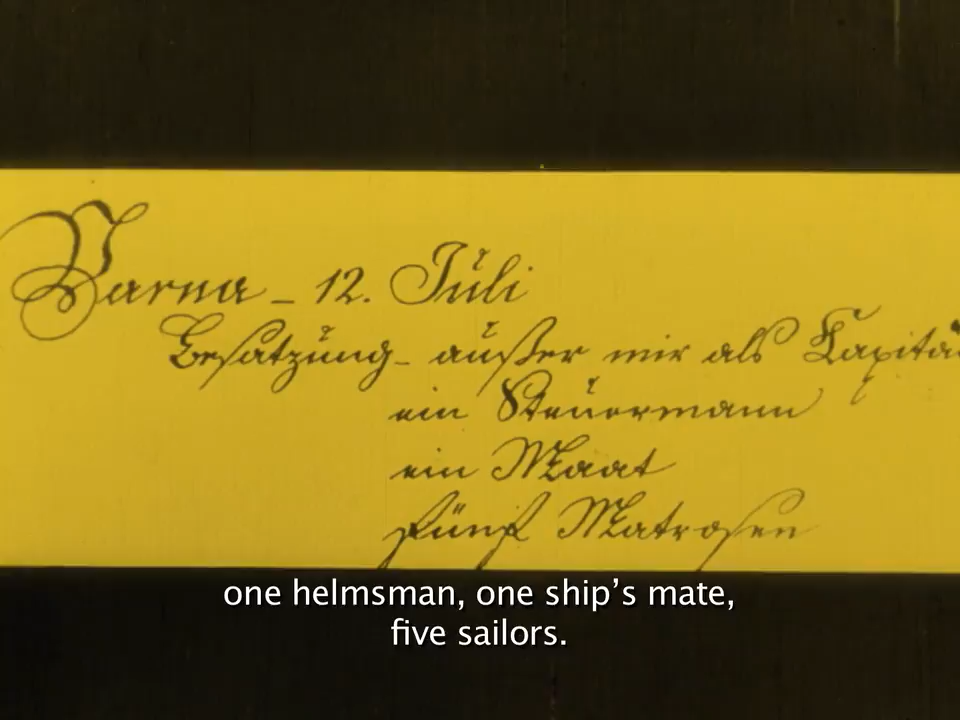 Varna – 12. Juli
Besatzung – außer mir als Kapitä
ein Steuermann
ein Maat
fünf Matrosen
one helmsman, one ship’s mate,
five sailors.